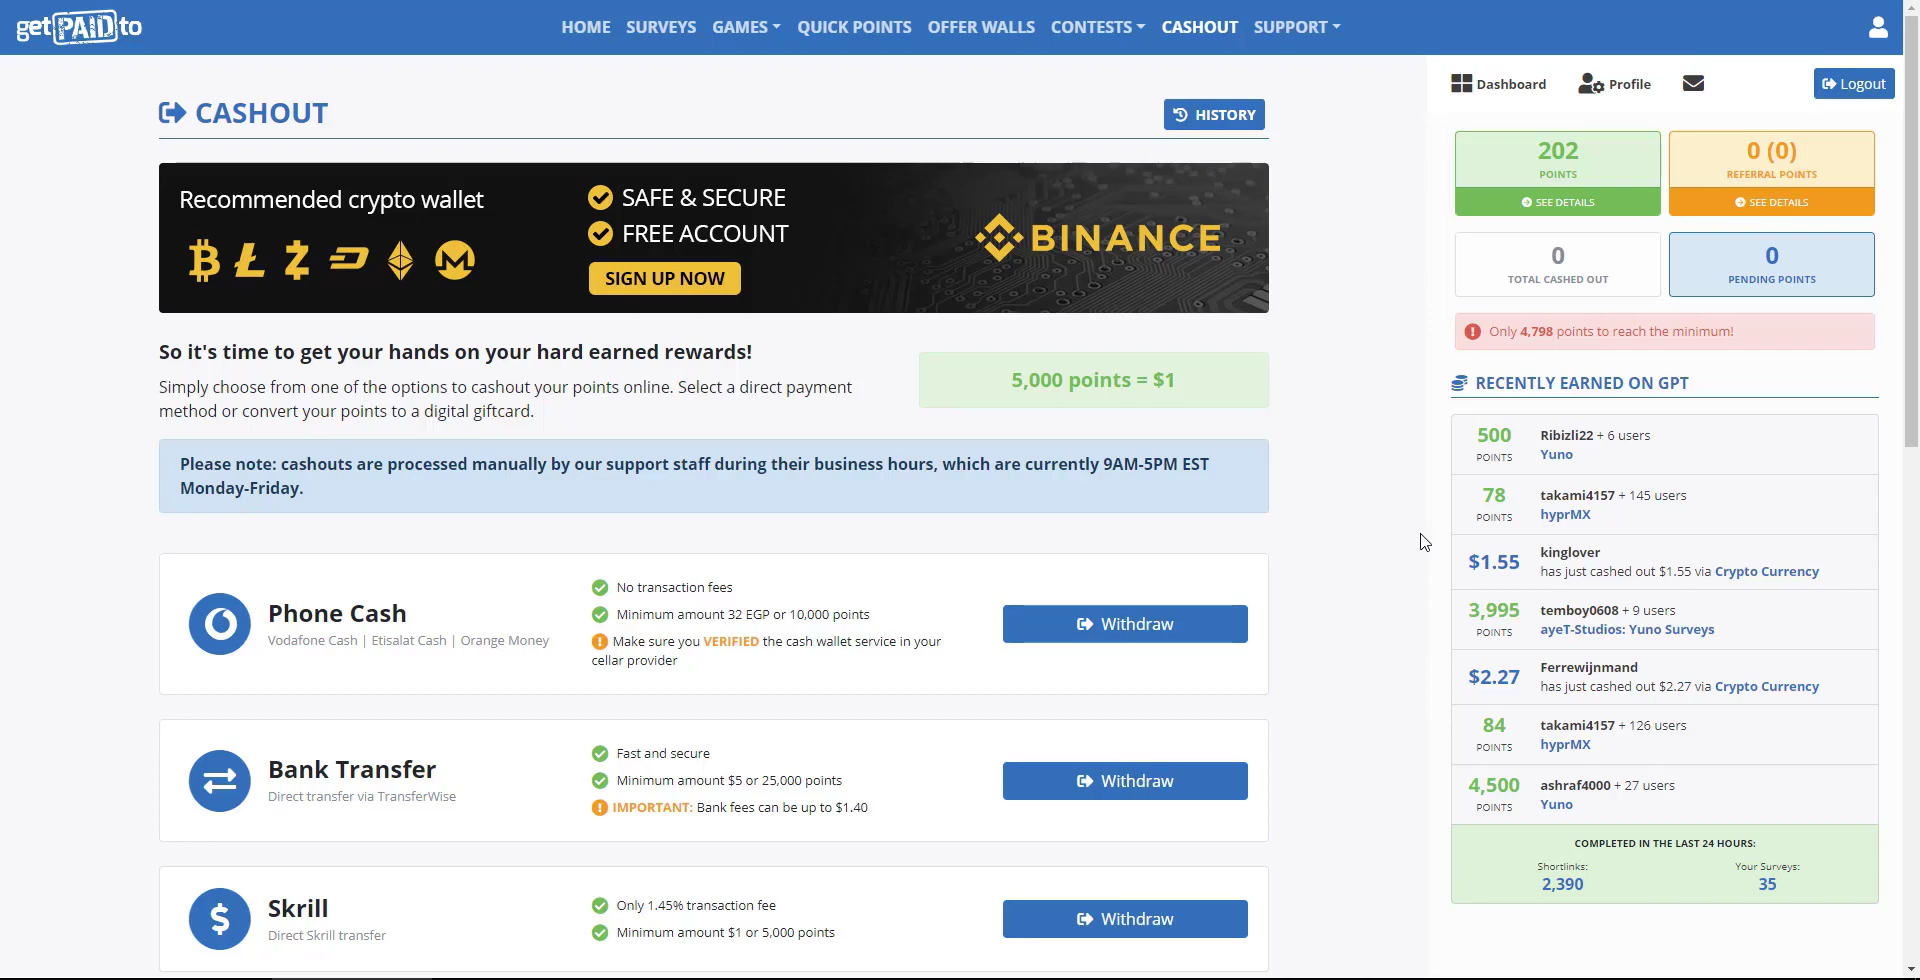 getPAIDto
HOME SURVEYS GAMES QUICK POINTS OFFER WALLS CONTESTS CASHOUT SUPPORT
CASHOUT
HISTORY
Recommended crypto wallet
SAFE & SECURE
FREE ACCOUNT
SIGN UP NOW
BINANCE
So it's time to get your hands on your hard earned rewards!
Simply choose from one of the options to cashout your points online. Select a direct payment
method or convert your points to a digital giftcard.
5,000 points = $1
Please note: cashouts are processed manually by our support staff during their business hours, which are currently 9AM-5PM EST
Monday-Friday.
Phone Cash
Vodafone Cash | Etisalat Cash | Orange Money
No transaction fees
Minimum amount 32 EGP or 10,000 points
Make sure you VERIFIED the cash wallet service in your
cellar provider
Withdraw
Bank Transfer
Direct transfer via TransferWise
Fast and secure
Minimum amount $5 or 25,000 points
IMPORTANT: Bank fees can be up to $1.40
Withdraw
Skrill
Direct Skrill transfer
Only 1.45% transaction fee
Minimum amount $1 or 5,000 points
Withdraw
Dashboard Profile Logout
202
POINTS
SEE DETAILS
0 (0)
REFERRAL POINTS
SEE DETAILS
0
TOTAL CASHED OUT
0
PENDING POINTS
Only 4,798 points to reach the minimum!
RECENTLY EARNED ON GPT
500
POINTS
Ribizli22 + 6 users
Yuno
78
POINTS
takami4157 + 145 users
hyprMX
$1.55
kinglover
has just cashed out $1.55 via Crypto Currency
3,995
POINTS
temboy0608 + 9 users
ayeT-Studios: Yuno Surveys
$2.27
Ferrewijnmand
has just cashed out $2.27 via Crypto Currency
84
POINTS
takami4157 + 126 users
hyprMX
4,500
POINTS
ashraf4000 + 27 users
Yuno
COMPLETED IN THE LAST 24 HOURS:
Shortlinks:
2,390
Your Surveys:
35